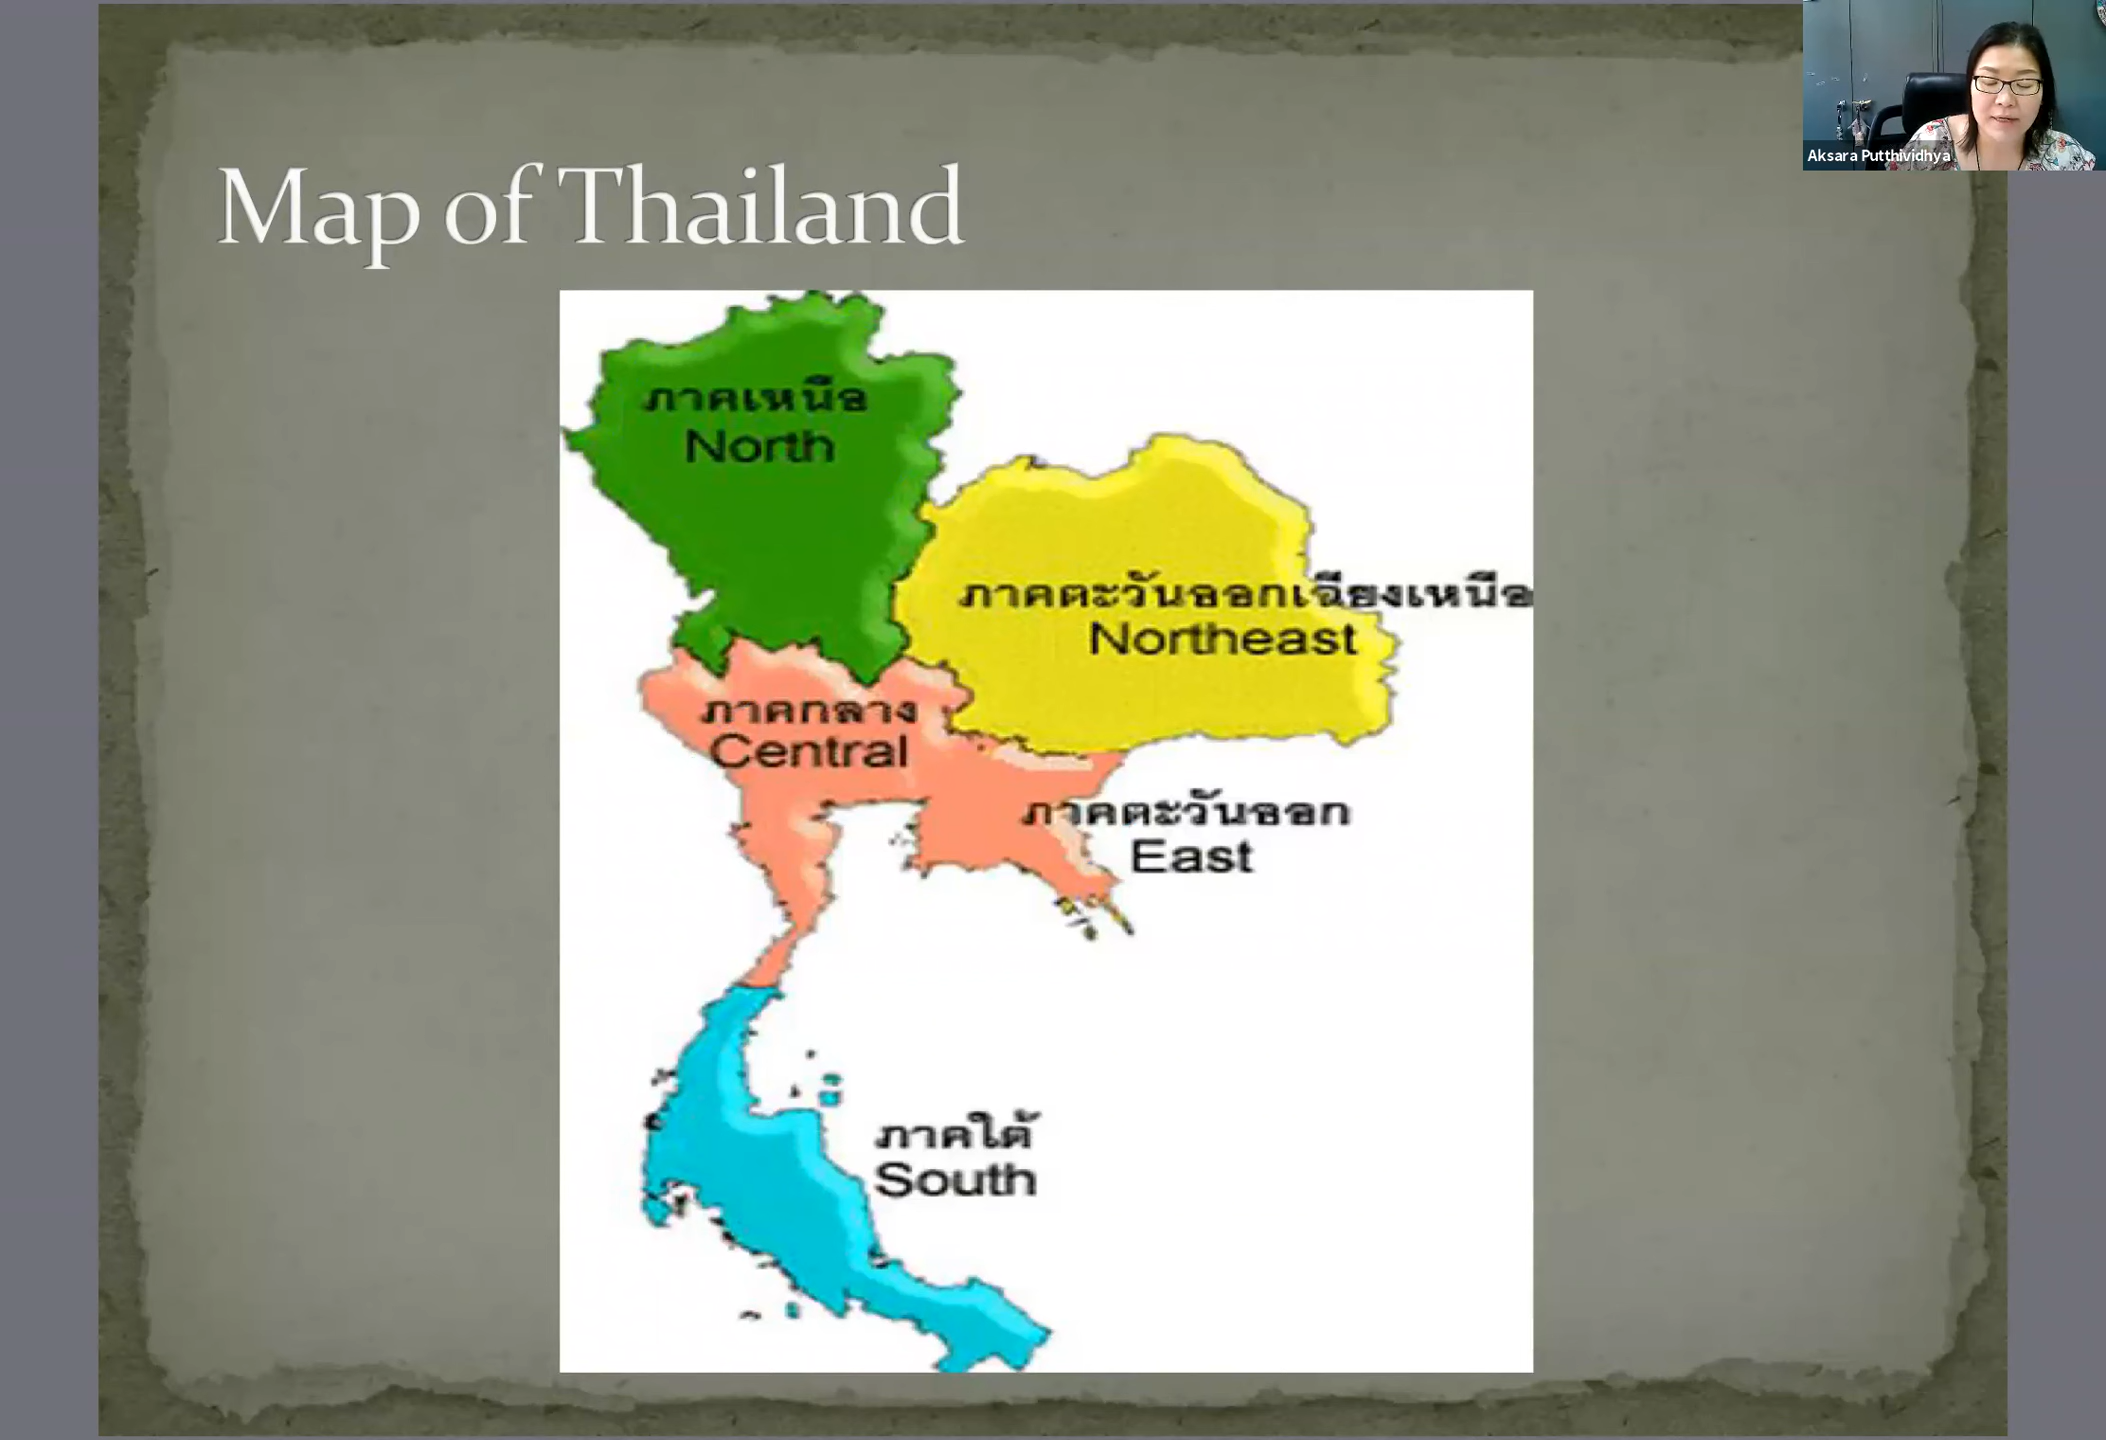 Aksara Putthividhya
Map of Thailand
ภาคเหนือ
North
ภาคตะวันออกเฉียงเหนือ
Northeast
ภาคกลาง
Central
ภาคตะวันออก
East
ภาคใต้
South